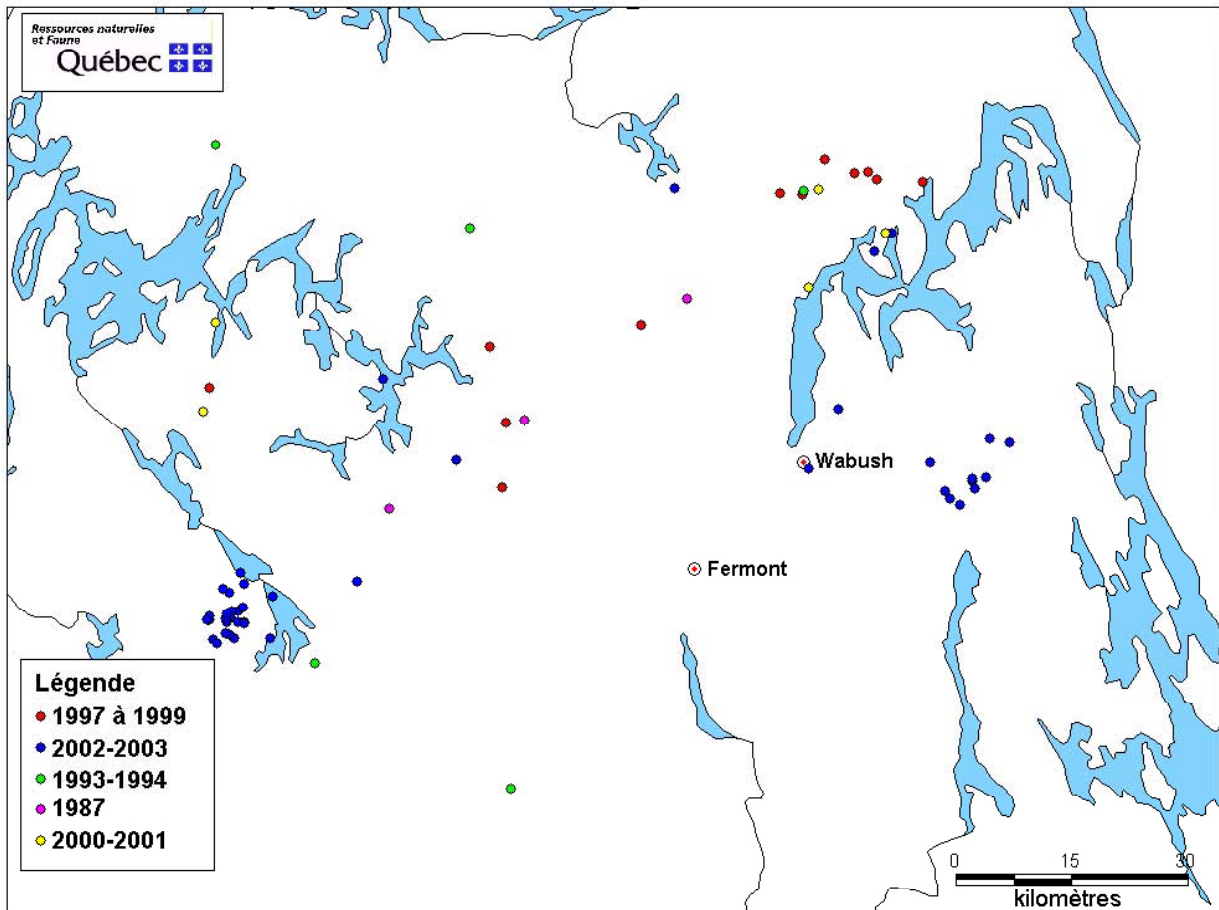 Ressources naturelles
et Faune
Québec
Wabush
Fermont
Légende
1997 à 1999
2002-2003
1993-1994
1987
2000-2001
0 15 30
kilomètres